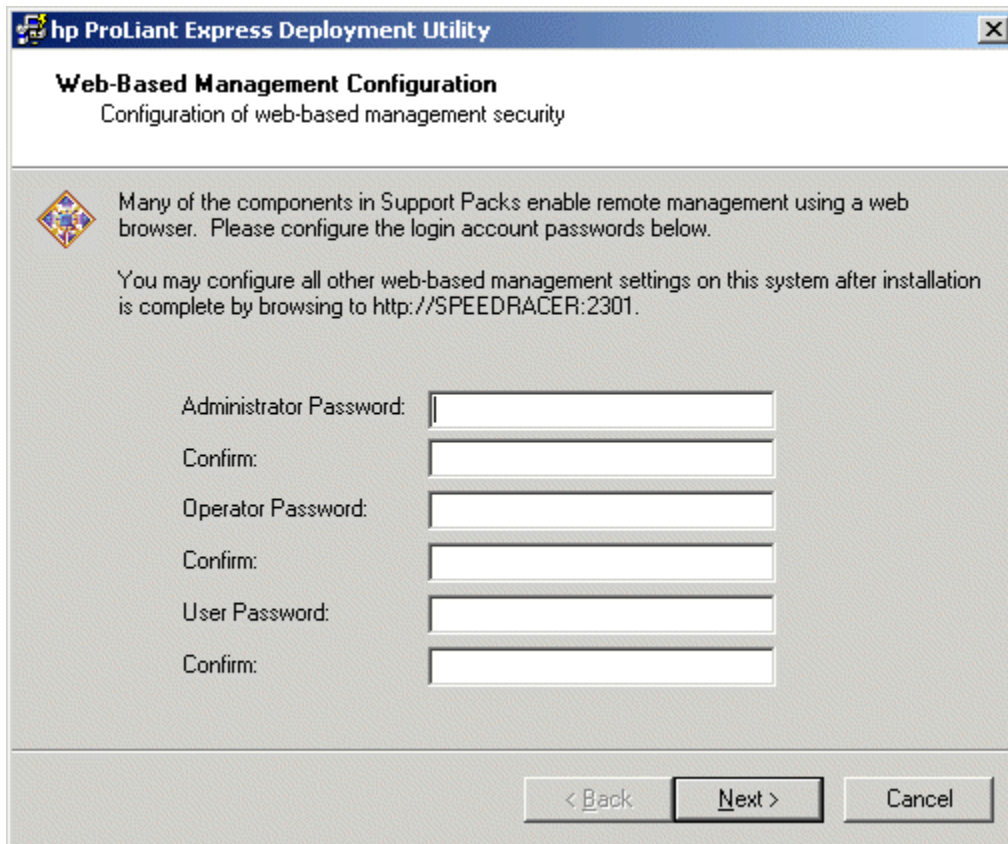 hp ProLiant Express Deployment Utility
Web-Based Management Configuration
Configuration of web-based management security
Many of the components in Support Packs enable remote management using a web
browser.  Please configure the login account passwords below.
You may configure all other web-based management settings on this system after installation
is complete by browsing to http://SPEEDRACER:2301.
Administrator Password:
Confirm:
Operator Password:
Confirm:
User Password:
Confirm:
< Back
Next >
Cancel